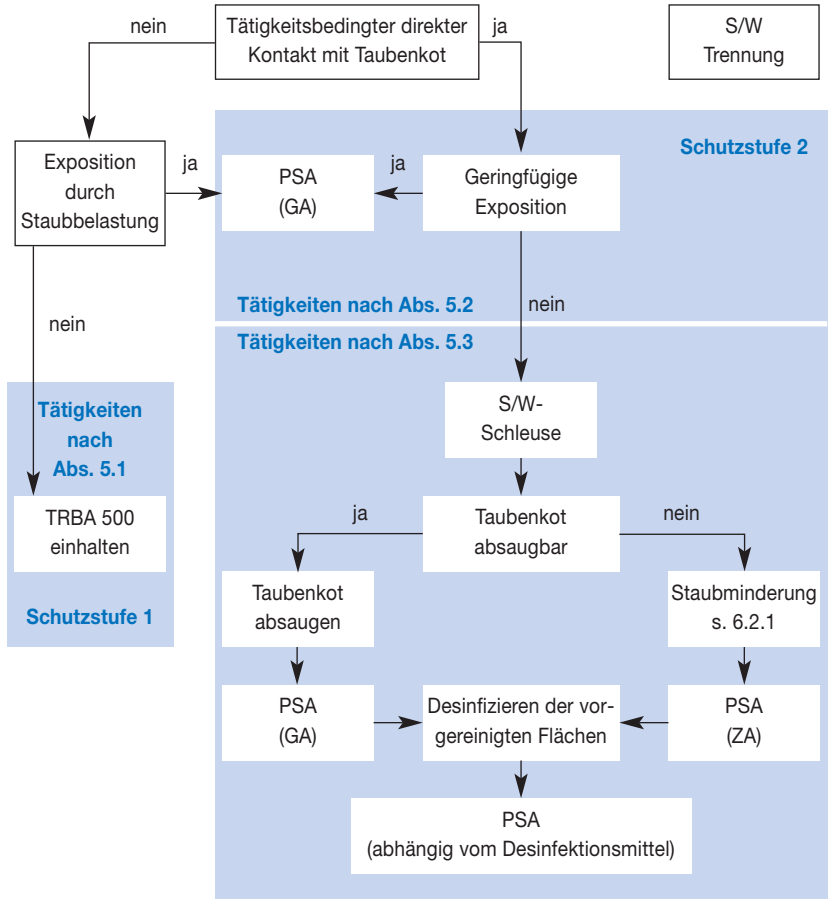 nein
Tätigkeitsbedingter direkter
Kontakt mit Taubenkot
ja
S/W
Trennung
Schutzstufe 2
Exposition
durch
Staubbelastung
ja
PSA
(GA)
ja
Geringfügige
Exposition
nein
Tätigkeiten nach Abs. 5.2
nein
Tätigkeiten nach Abs. 5.3
Tätigkeiten
nach
Abs. 5.1
S/W-
Schleuse
TRBA 500
einhalten
Schutzstufe 1
ja
Taubenkot
absaugbar
nein
Taubenkot
absaugen
Staubminderung
s. 6.2.1
PSA
(GA)
Desinfizieren der vor-
gereinigten Flächen
PSA
(ZA)
PSA
(abhängig vom Desinfektionsmittel)